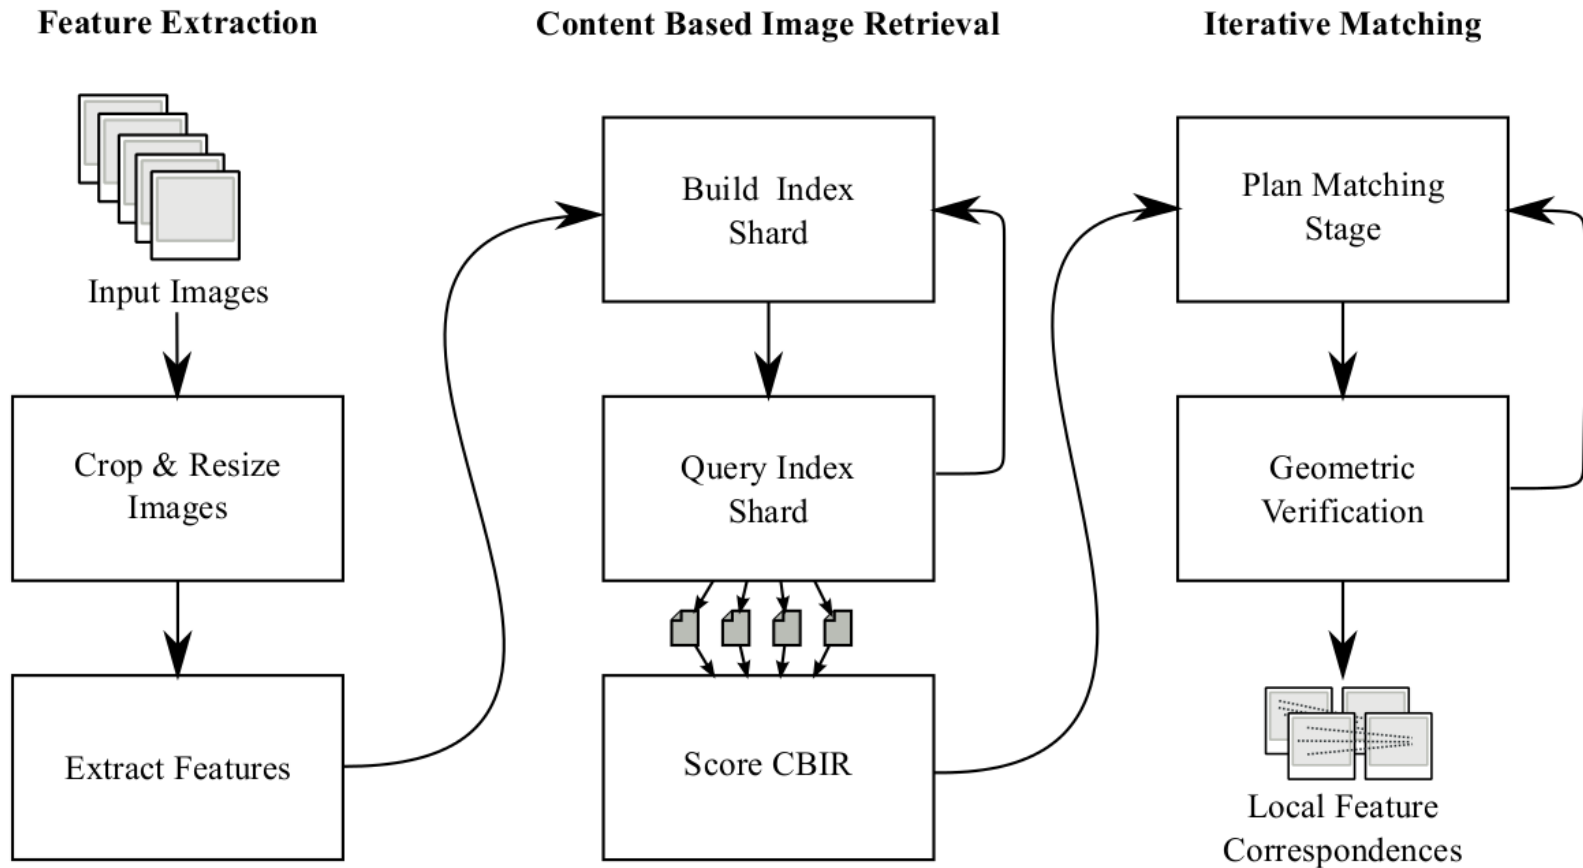 Feature Extraction
Input Images
Crop & Resize
Images
Extract Features
Content Based Image Retrieval
Build Index
Shard
Query Index
Shard
Score CBIR
Iterative Matching
Plan Matching
Stage
Geometric
Verification
Local Feature
Correspondences